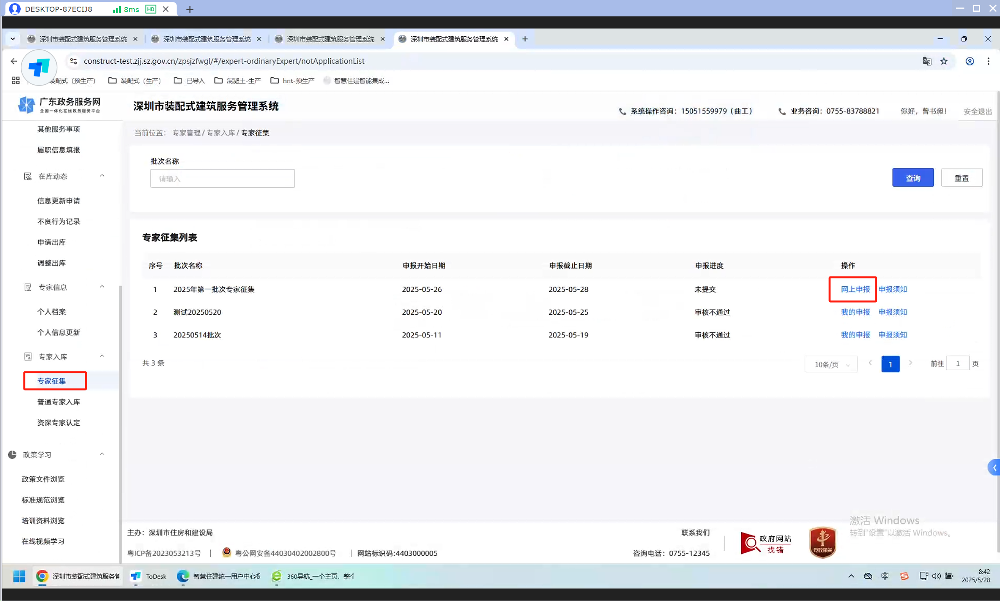 DESKTOP-87ECIJ8 8ms HD
深圳市装配式建筑服务管理系统 深圳市装配式建筑服务管理系统 深圳市装配式建筑服务管理系统 深圳市装配式建筑服务管理系统
construct-test.zjj.sz.gov.cn/zpsjzfwgl/#/expert-ordinaryExpert/notApplicationList
装配式（预生产） 装配式（生产） 已导入 混凝土-生产 hnt-预生产 智慧住建智能集成...
广东政务服务网
全国一体化在线政务服务平台
深圳市装配式建筑服务管理系统
系统操作咨询：15051559979（曲工） 业务咨询：0755-83788821 你好，曾书昶！ 安全退出
其他服务事项
履职信息填报
在库动态
信息更新申请
不良行为记录
申请出库
调整出库
专家信息
个人档案
个人信息更新
专家入库
专家征集
普通专家入库
资深专家认定
政策学习
政策文件浏览
标准规范浏览
培训资料浏览
在线视频学习
当前位置： 专家管理 / 专家入库 / 专家征集
批次名称
请输入
查询 重置
专家征集列表
序号 批次名称 申报开始日期 申报截止日期 申报进度 操作
1 2025年第一批次专家征集 2025-05-26 2025-05-28 未提交 网上申报 申报须知
2 测试20250520 2025-05-20 2025-05-25 审核不通过 我的申报 申报须知
3 20250514批次 2025-05-11 2025-05-19 审核不通过 我的申报 申报须知
共 3 条 10条/页 1 前往 1 页
激活 Windows
转到“设置”以激活 Windows。
主办：深圳市住房和建设局 联系我们
粤ICP备2023053213号 | 粤公网安备44030402002800号 | 网站标识码:4403000005 咨询电话：0755-12345
政府网站
找错
党政机关
深圳市装配式建筑服务管 ToDesk 智慧住建统一用户中心权 360导航_一个主页，整个
中
8:42
2025/5/28